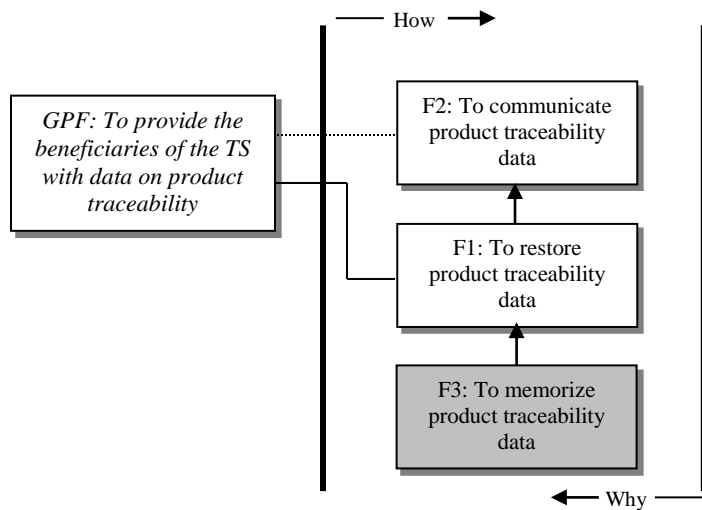 How
GPF: To provide the
beneficiaries of the TS
with data on product
traceability
F2: To communicate
product traceability
data
F1: To restore
product traceability
data
F3: To memorize
product traceability
data
Why